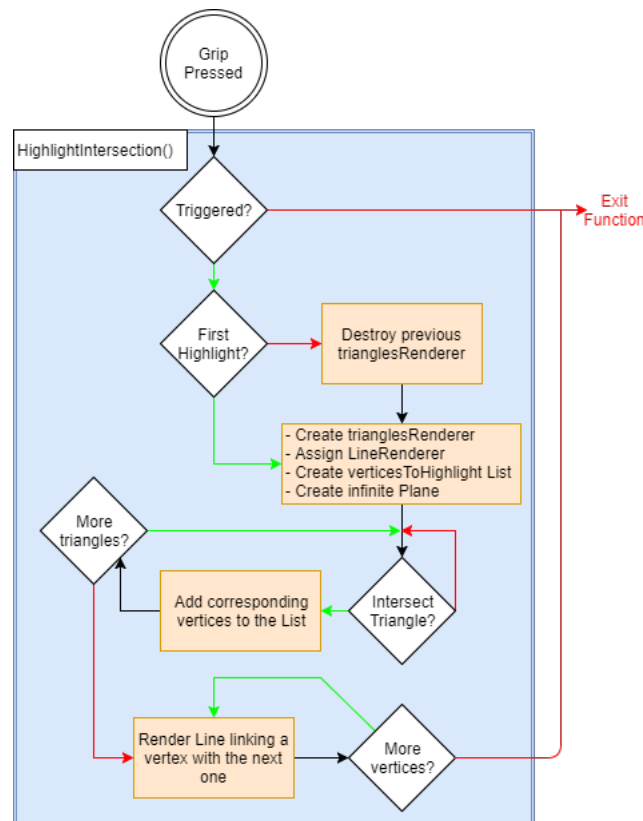 Grip
Pressed
HighlightIntersection()
Triggered?
Exit
Function
First
Highlight?
Destroy previous
trianglesRenderer
- Create trianglesRenderer
- Assign LineRenderer
- Create verticesToHighlight List
- Create infinite Plane
More
triangles?
Add corresponding
vertices to the List
Intersect
Triangle?
Render Line linking a
vertex with the next
one
More
vertices?